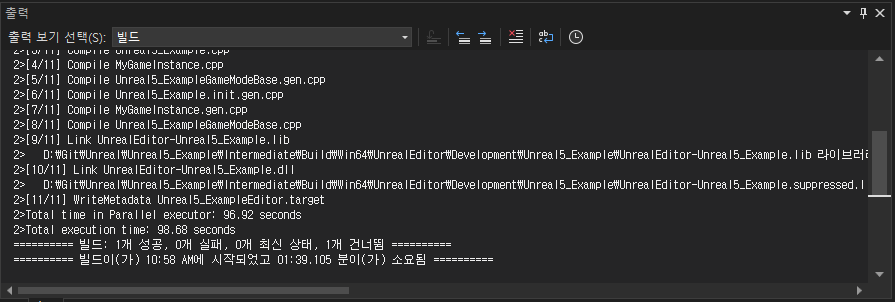 출력
출력 보기 선택(S): 빌드
2>[3/11] Compile Unreal5_Example.cpp
2>[4/11] Compile MyGameInstance.cpp
2>[5/11] Compile Unreal5_ExampleGameModeBase.gen.cpp
2>[6/11] Compile Unreal5_Example.init.gen.cpp
2>[7/11] Compile MyGameInstance.gen.cpp
2>[8/11] Compile Unreal5_ExampleGameModeBase.cpp
2>[9/11] Link UnrealEditor-Unreal5_Example.lib
2>   D:\Git\Unreal\Unreal5_Example\Intermediate\Build\Win64\UnrealEditor\Development\Unreal5_Example\UnrealEditor-Unreal5_Example.lib 라이브러리
2>[10/11] Link UnrealEditor-Unreal5_Example.dll
2>   D:\Git\Unreal\Unreal5_Example\Intermediate\Build\Win64\UnrealEditor\Development\Unreal5_Example\UnrealEditor-Unreal5_Example.suppressed.l
2>[11/11] WriteMetadata Unreal5_ExampleEditor.target
2>Total time in Parallel executor: 96.92 seconds
2>Total execution time: 98.68 seconds
========== 빌드: 1개 성공, 0개 실패, 0개 최신 상태, 1개 건너뜀 ==========
========== 빌드이(가) 10:58 AM에 시작되었고 01:39.105 분이(가) 소요됨 ==========